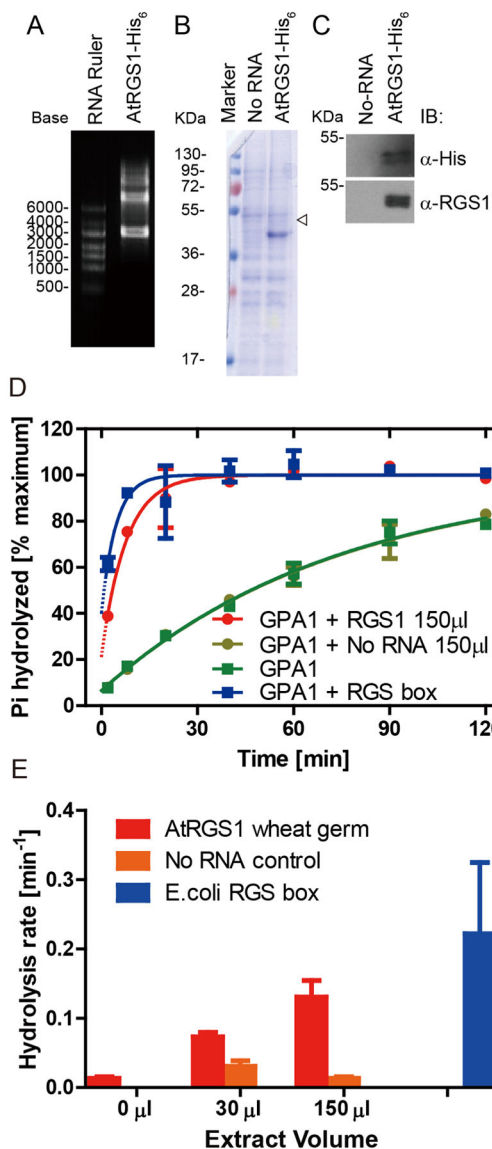 A
Base
RNA Ruler
AtRGS1-His6
6000-
4000-
3000-
2000-
1500-
1000-
500-
B
KDa
Marker
No RNA
AtRGS1-His6
130-
95-
72-
55-
36-
28-
17-
C
KDa
No-RNA
AtRGS1-His6
IB:
55-
α-His
55-
α-RGS1
D
Pi hydrolyzed [% maximum]
120
100
80
60
40
20
0
GPA1 + RGS1 150µl
GPA1 + No RNA 150µl
GPA1
GPA1 + RGS box
0
30
60
90
120
Time [min]
E
Hydrolysis rate [min-1]
0.4
0.3
0.2
0.1
0.0
AtRGS1 wheat germ
No RNA control
E.coli RGS box
0 µl
30 µl
150 µl
Extract Volume